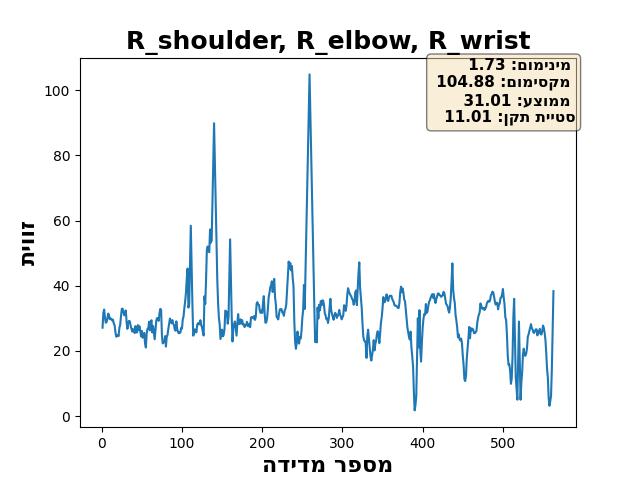 R_shoulder, R_elbow, R_wrist
מינימום: 1.73
מקסימום: 104.88
ממוצע: 31.01
סטיית תקן: 11.01
100
80
60
40
20
0
זווית
0 100 200 300 400 500
מספר מדידה